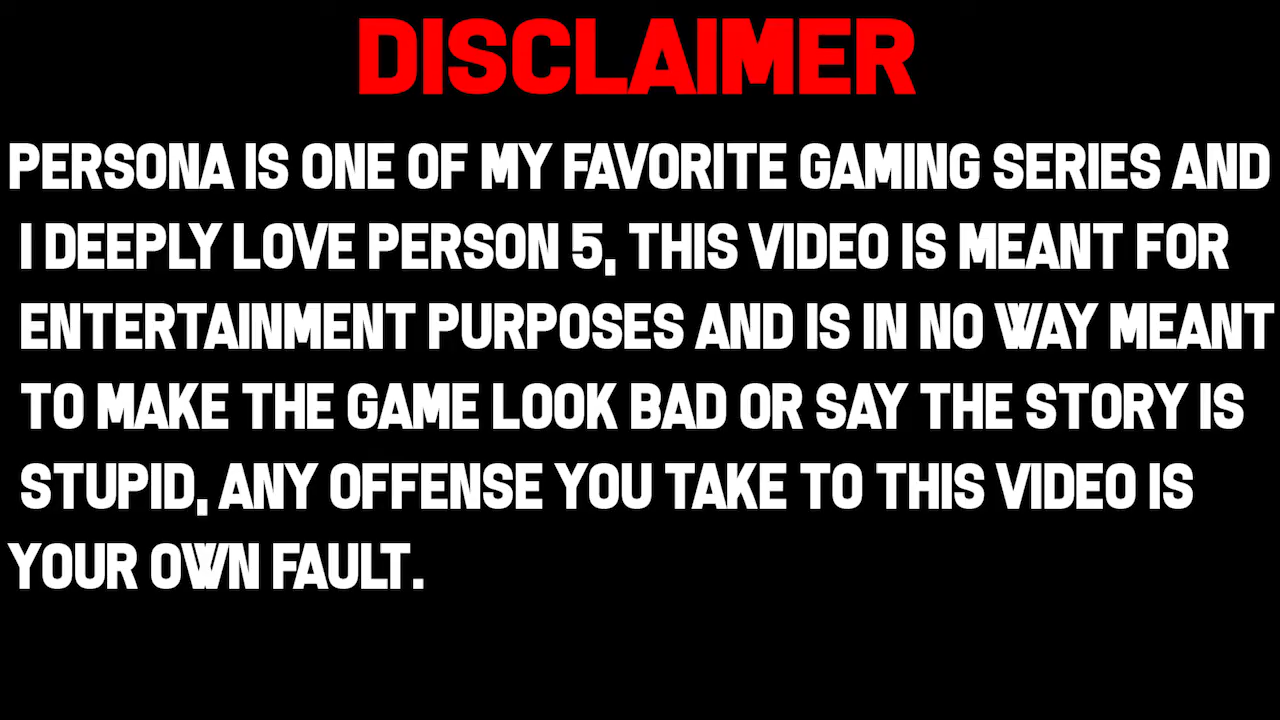 DISCLAIMER
PERSONA IS ONE OF MY FAVORITE GAMING SERIES AND
I DEEPLY LOVE PERSON 5, THIS VIDEO IS MEANT FOR
ENTERTAINMENT PURPOSES AND IS IN NO WAY MEANT
TO MAKE THE GAME LOOK BAD OR SAY THE STORY IS
STUPID, ANY OFFENSE YOU TAKE TO THIS VIDEO IS
YOUR OWN FAULT.